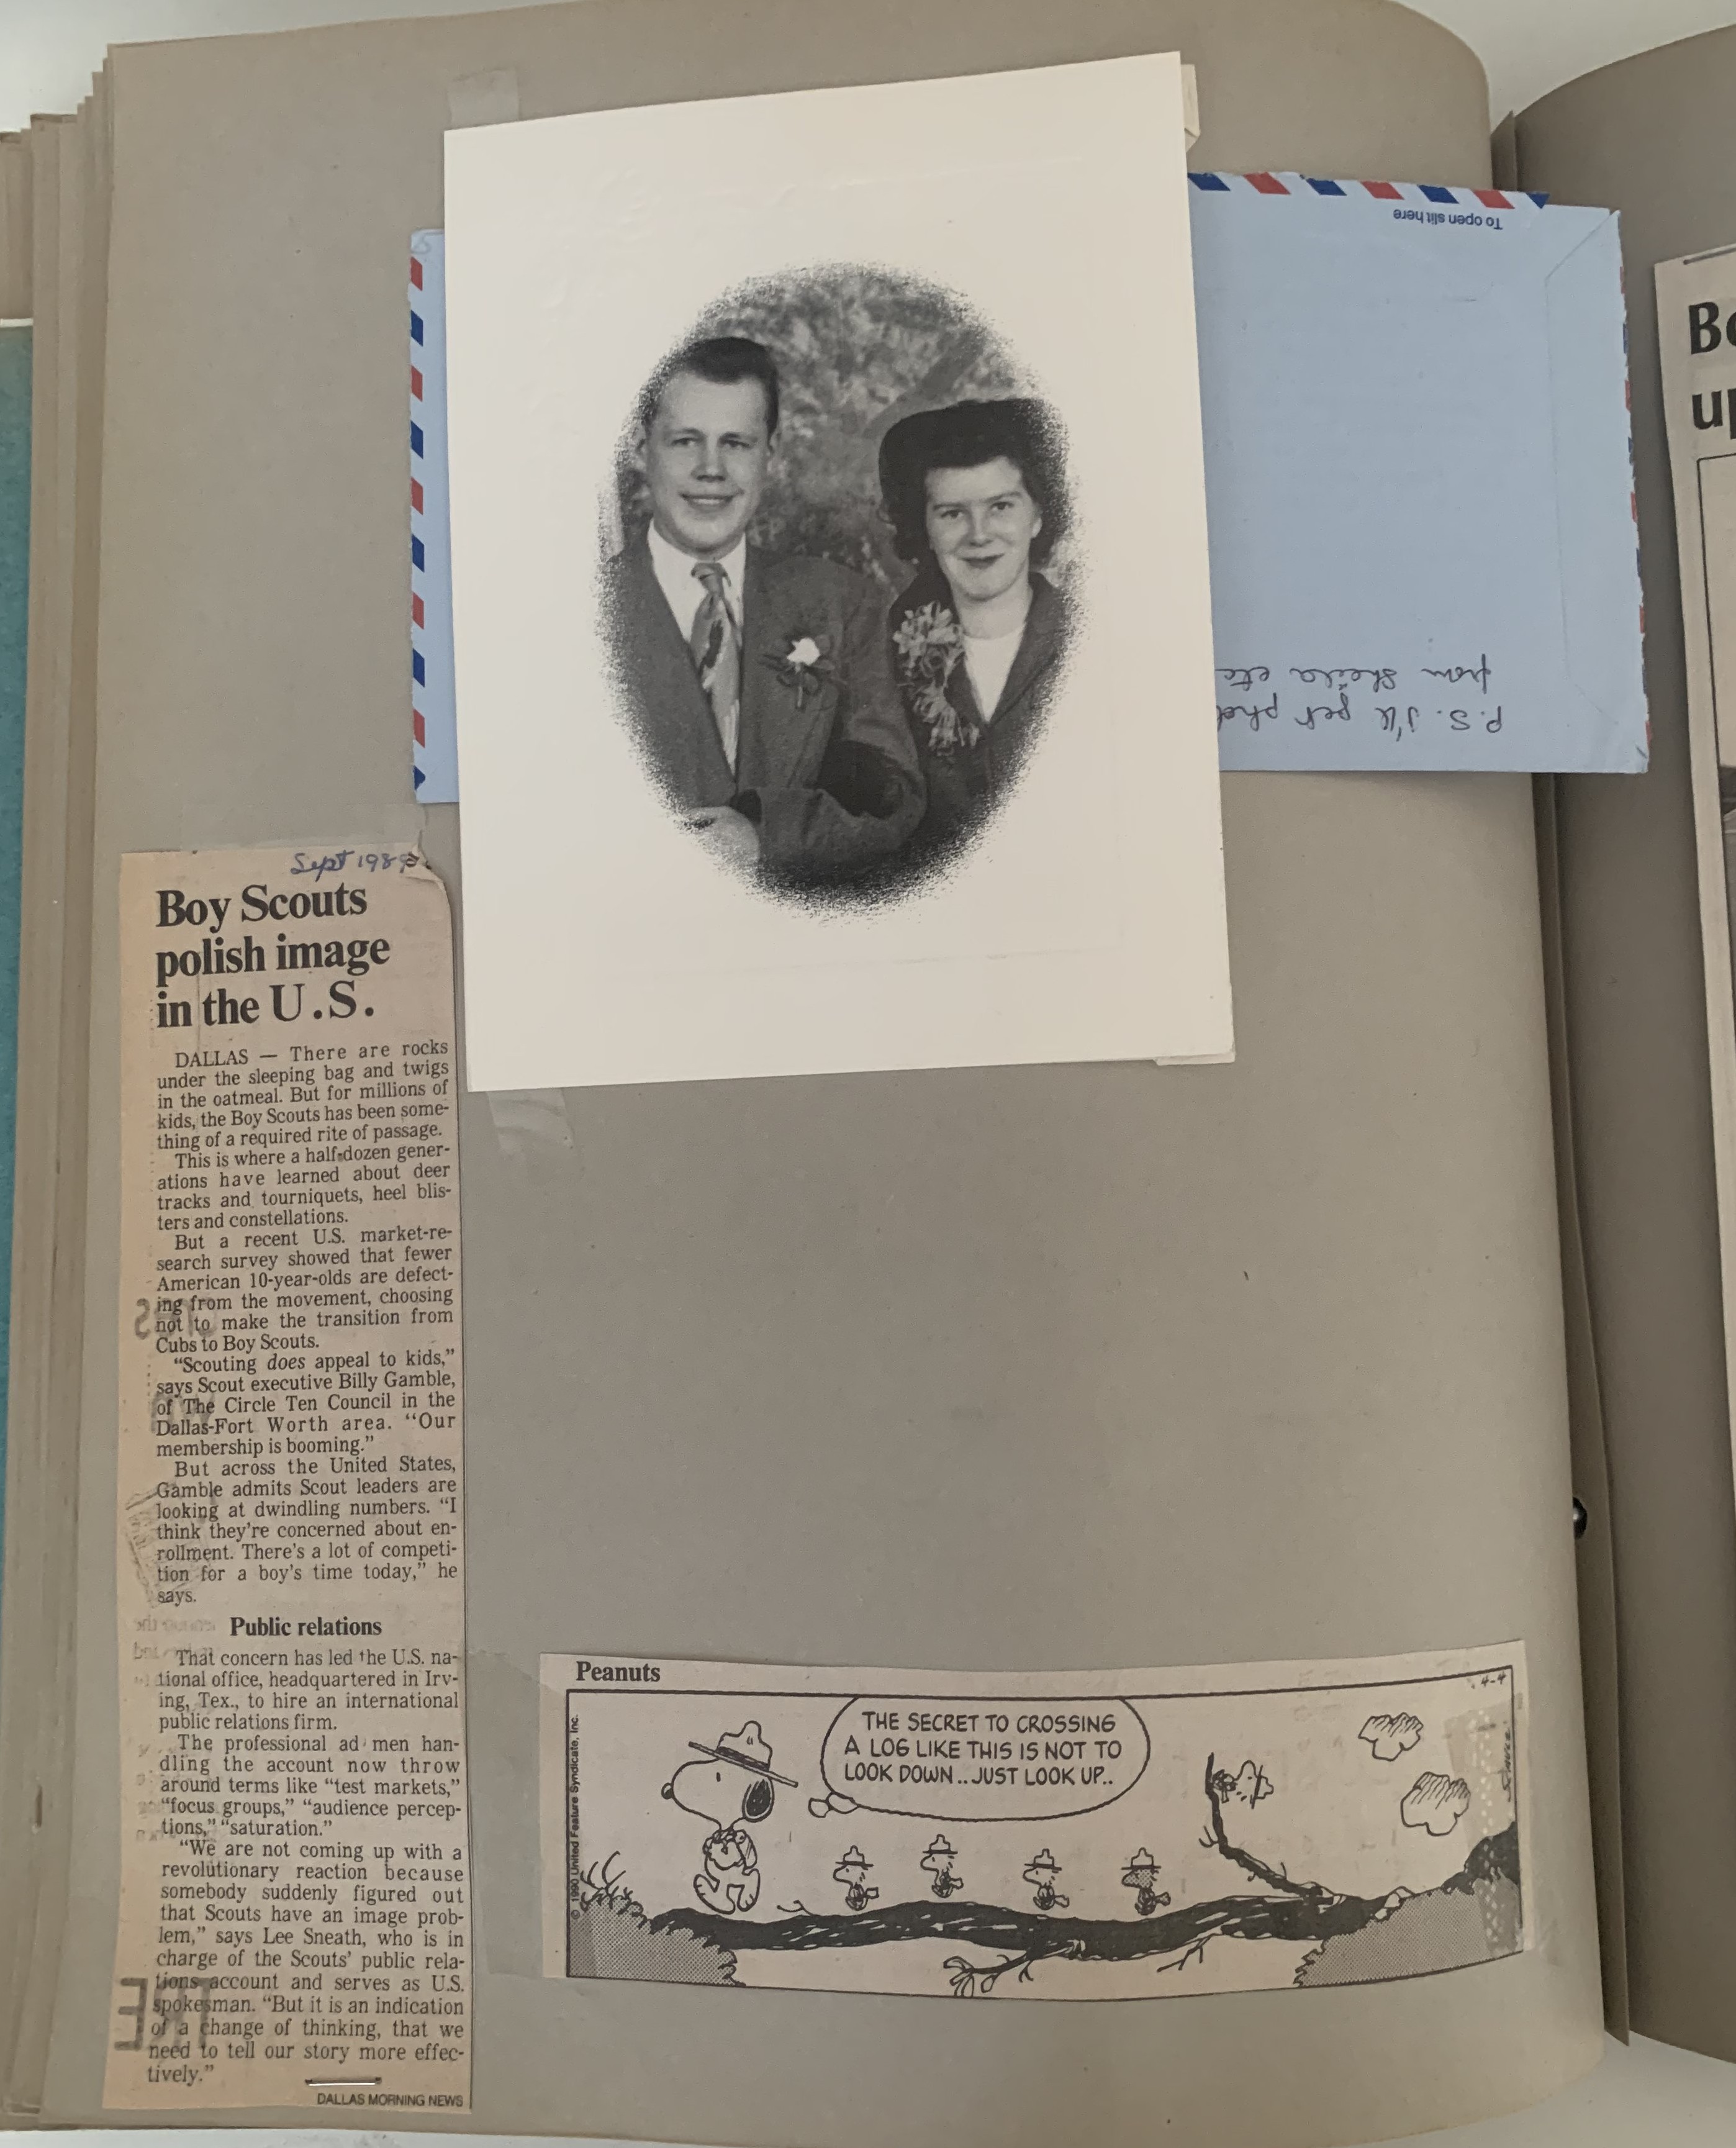 To open slit here
P.S. I'll get
from Sheila etc
Sept 1989
Boy Scouts
polish image
in the U.S.
DALLAS — There are rocks
under the sleeping bag and twigs
in the oatmeal. But for millions of
kids, the Boy Scouts has been some-
thing of a required rite of passage.
This is where a half-dozen gener-
ations have learned about deer
tracks and tourniquets, heel blis-
ters and constellations.
But a recent U.S. market-re-
search survey showed that fewer
American 10-year-olds are defect-
ing from the movement, choosing
not to make the transition from
Cubs to Boy Scouts.
“Scouting does appeal to kids,”
says Scout executive Billy Gamble,
of The Circle Ten Council in the
Dallas-Fort Worth area. “Our
membership is booming.”
But across the United States,
Gamble admits Scout leaders are
looking at dwindling numbers. “I
think they're concerned about en-
rollment. There's a lot of competi-
tion for a boy's time today,” he
says.
Public relations
That concern has led the U.S. na-
tional office, headquartered in Irv-
ing, Tex., to hire an international
public relations firm.
The professional ad men han-
dling the account now throw
around terms like “test markets,”
“focus groups,” “audience percep-
tions,” “saturation.”
“We are not coming up with a
revolutionary reaction because
somebody suddenly figured out
that Scouts have an image prob-
lem,” says Lee Sneath, who is in
charge of the Scouts' public rela-
tions account and serves as U.S.
spokesman. “But it is an indication
of a change of thinking, that we
need to tell our story more effec-
tively.”
DALLAS MORNING NEWS
Peanuts
4-4
© 1990 United Feature Syndicate, Inc.
THE SECRET TO CROSSING
A LOG LIKE THIS IS NOT TO
LOOK DOWN.. JUST LOOK UP..